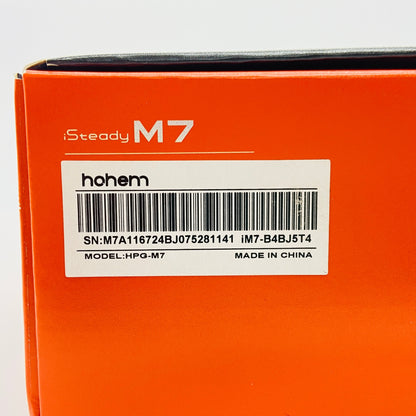 iSteady M7
hohem
SN:M7A116724BJ075281141 iM7-B4BJ5T4
MODEL:HPG-M7 MADE IN CHINA